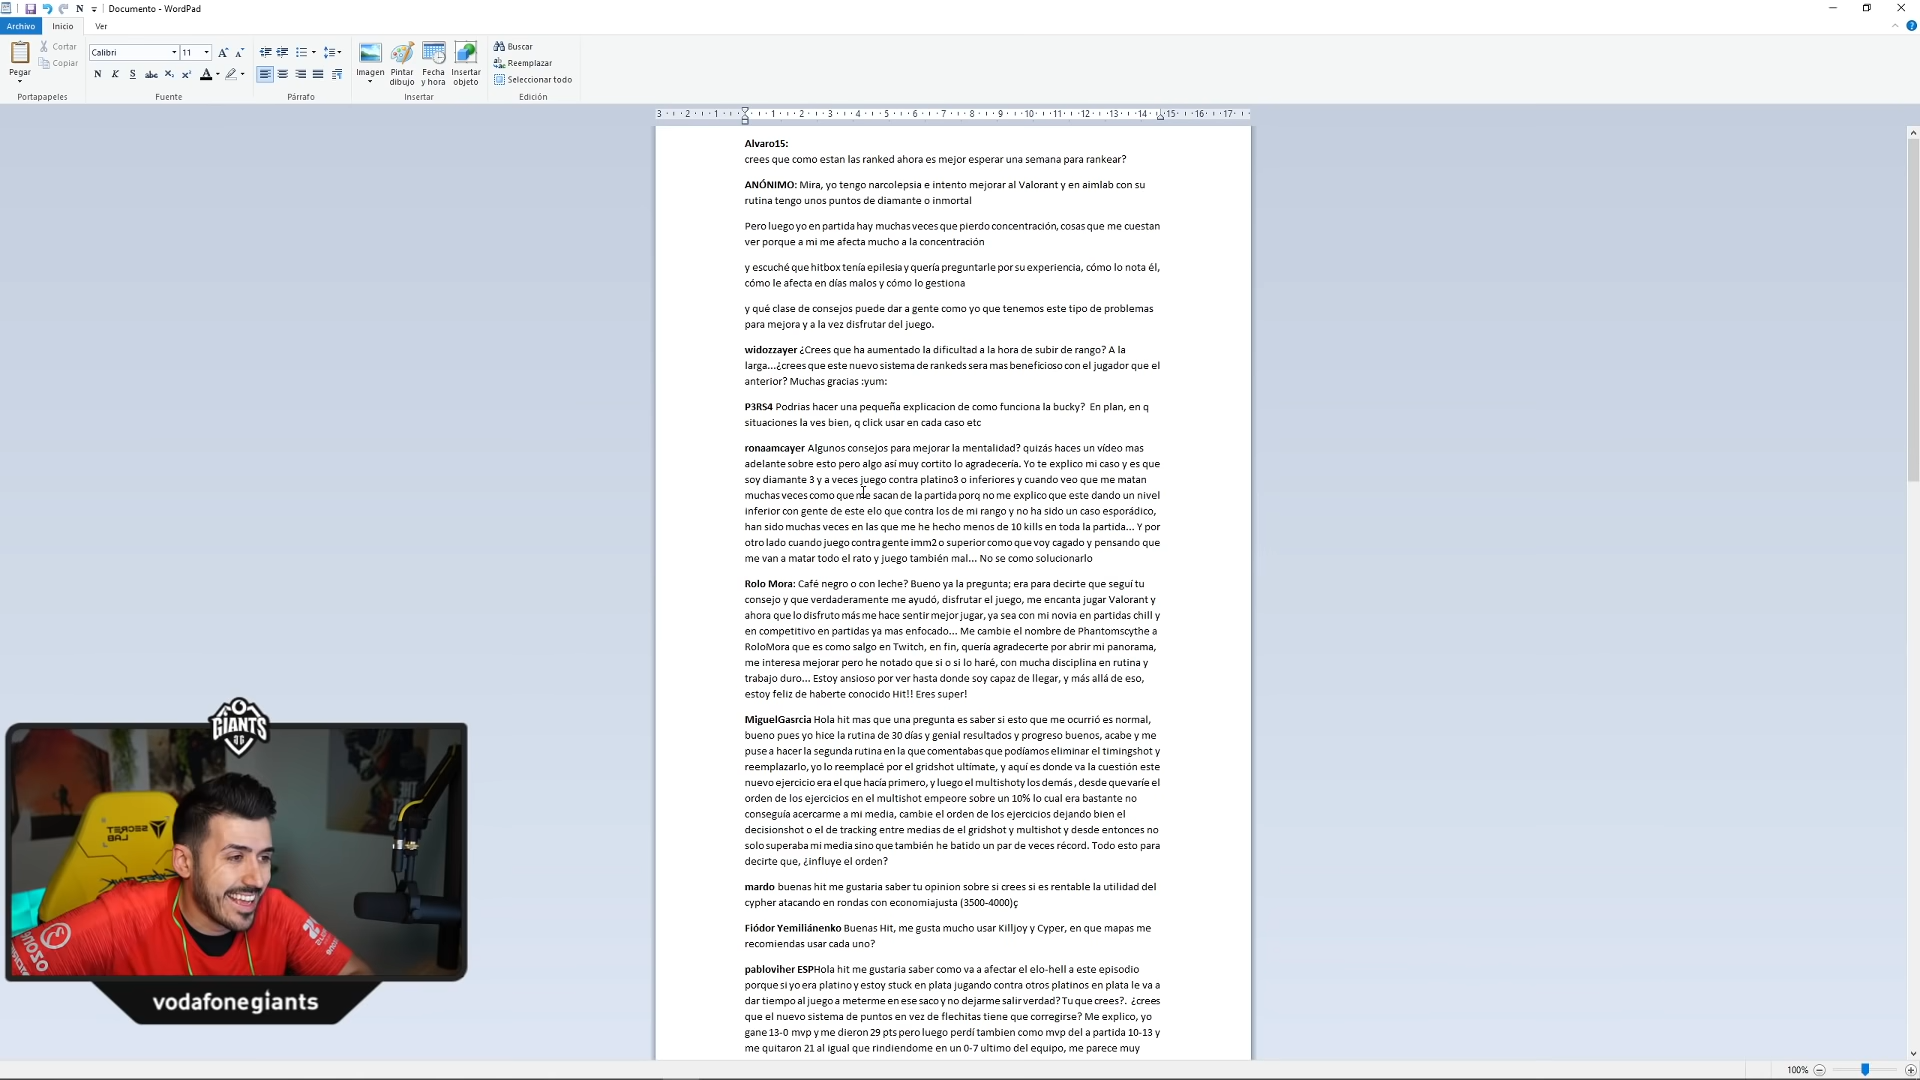 Documento - WordPad
Archivo
Inicio
Ver
Pegar
Cortar
Copiar
Portapapeles
Calibri
11
N K S abc X₂ X² A
Fuente
Párrafo
Imagen
Pintar dibujo
Fecha y hora
Insertar objeto
Insertar
Buscar
Reemplazar
Seleccionar todo
Edición
3 2 1 1 2 3 4 5 6 7 8 9 10 11 12 13 14 15 16 17
Alvaro15:
crees que como estan las ranked ahora es mejor esperar una semana para rankear?
ANÓNIMO: Mira, yo tengo narcolepsia e intento mejorar al Valorant y en aimlab con su
rutina tengo unos puntos de diamante o inmortal
Pero luego yo en partida hay muchas veces que pierdo concentración, cosas que me cuestan
ver porque a mi me afecta mucho a la concentración
y escuché que hitbox tenía epilesia y quería preguntarle por su experiencia, cómo lo nota él,
cómo le afecta en días malos y cómo lo gestiona
y qué clase de consejos puede dar a gente como yo que tenemos este tipo de problemas
para mejora y a la vez disfrutar del juego.
widozzayer ¿Crees que ha aumentado la dificultad a la hora de subir de rango? A la
larga...¿crees que este nuevo sistema de rankeds sera mas beneficioso con el jugador que el
anterior? Muchas gracias :yum:
P3RS4 Podrias hacer una pequeña explicacion de como funciona la bucky?  En plan, en q
situaciones la ves bien, q click usar en cada caso etc
ronaamcayer Algunos consejos para mejorar la mentalidad? quizás haces un vídeo mas
adelante sobre esto pero algo así muy cortito lo agradecería. Yo te explico mi caso y es que
soy diamante 3 y a veces juego contra platino3 o inferiores y cuando veo que me matan
muchas veces como que me sacan de la partida porq no me explico que este dando un nivel
inferior con gente de este elo que contra los de mi rango y no ha sido un caso esporádico,
han sido muchas veces en las que me he hecho menos de 10 kills en toda la partida... Y por
otro lado cuando juego contra gente imm2 o superior como que voy cagado y pensando que
me van a matar todo el rato y juego también mal... No se como solucionarlo
Rolo Mora: Café negro o con leche? Bueno ya la pregunta; era para decirte que seguí tu
consejo y que verdaderamente me ayudó, disfrutar el juego, me encanta jugar Valorant y
ahora que lo disfruto más me hace sentir mejor jugar, ya sea con mi novia en partidas chill y
en competitivo en partidas ya mas enfocado... Me cambie el nombre de Phantomscythe a
RoloMora que es como salgo en Twitch, en fin, quería agradecerte por abrir mi panorama,
me interesa mejorar pero he notado que si o si lo haré, con mucha disciplina en rutina y
trabajo duro... Estoy ansioso por ver hasta donde soy capaz de llegar, y más allá de eso,
estoy feliz de haberte conocido Hit!! Eres super!
MiguelGasrcia Hola hit mas que una pregunta es saber si esto que me ocurrió es normal,
bueno pues yo hice la rutina de 30 días y genial resultados y progreso buenos, acabe y me
puse a hacer la segunda rutina en la que comentabas que podíamos eliminar el timingshot y
reemplazarlo, yo lo reemplacé por el gridshot ultímate, y aquí es donde va la cuestión este
nuevo ejercicio era el que hacía primero, y luego el multishoty los demás , desde que varíe el
orden de los ejercicios en el multishot empeore sobre un 10% lo cual era bastante no
conseguía acercarme a mi media, cambie el orden de los ejercicios dejando bien el
decisionshot o el de tracking entre medias de el gridshot y multishot y desde entonces no
solo superaba mi media sino que también he batido un par de veces récord. Todo esto para
decirte que, ¿influye el orden?
mardo buenas hit me gustaria saber tu opinion sobre si crees si es rentable la utilidad del
cypher atacando en rondas con economiajusta (3500-4000)ç
Fiódor Yemiliánenko Buenas Hit, me gusta mucho usar Killjoy y Cyper, en que mapas me
recomiendas usar cada uno?
pabloviher ESPHola hit me gustaria saber como va a afectar el elo-hell a este episodio
porque si yo era platino y estoy stuck en plata jugando contra otros platinos en plata le va a
dar tiempo al juego a meterme en ese saco y no dejarme salir verdad? Tu que crees?.  ¿crees
que el nuevo sistema de puntos en vez de flechitas tiene que corregirse? Me explico, yo
gane 13-0 mvp y me dieron 29 pts pero luego perdí tambien como mvp del a partida 10-13 y
me quitaron 21 al igual que rindiendome en un 0-7 ultimo del equipo, me parece muy
GIANTS
SECRET LAB
OZONE
vodafonegiants
100%